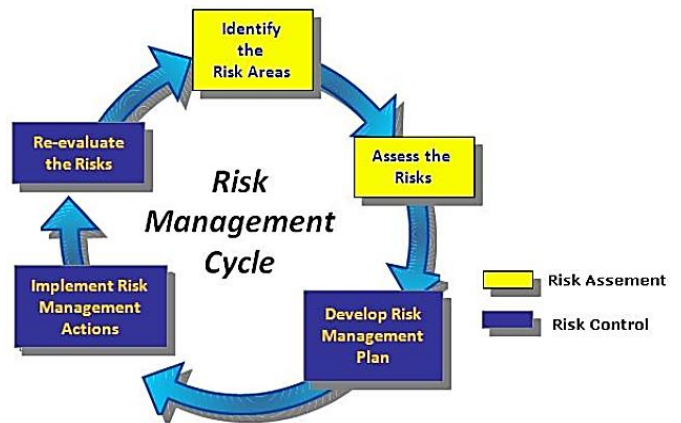 Identify
the
Risk Areas
Assess the
Risks
Develop Risk
Management
Plan
Implement Risk
Management
Actions
Re-evaluate
the Risks
Risk
Management
Cycle
Risk Assement
Risk Control